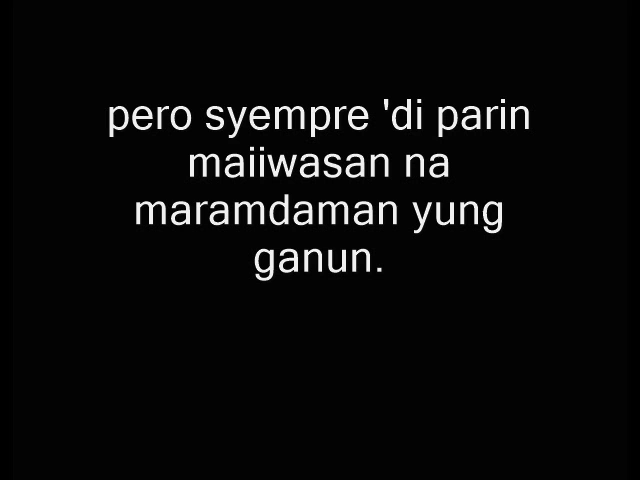 pero syempre 'di parin
maiiwasan na
maramdaman yung
ganun.